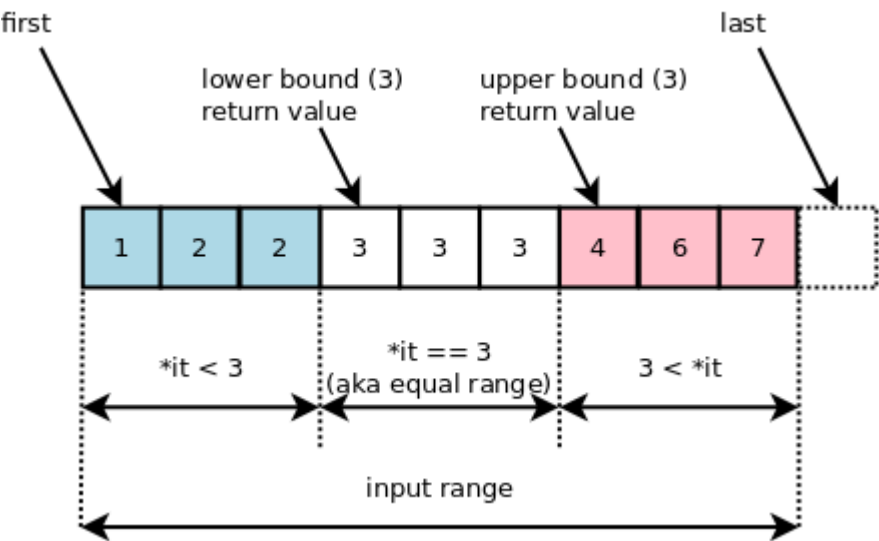 first
last
lower bound (3)
return value
upper bound (3)
return value
1 2 2 3 3 3 4 6 7
*it < 3
*it == 3
(aka equal range)
3 < *it
input range